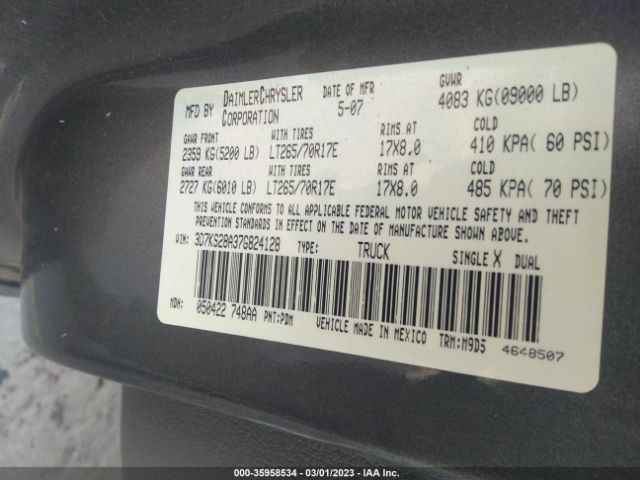 MFD BY DAIMLERCHRYSLER CORPORATION DATE OF MFR 5-07 GVWR 4083 KG(09000 LB)
GAWR FRONT WITH TIRES RIMS AT COLD
2359 KG(5200 LB) LT265/70R17E 17X8.0 410 KPA( 60 PSI)
GAWR REAR WITH TIRES RIMS AT COLD
2727 KG(6010 LB) LT265/70R17E 17X8.0 485 KPA( 70 PSI)
THIS VEHICLE CONFORMS TO ALL APPLICABLE FEDERAL MOTOR VEHICLE SAFETY AND THEFT
PREVENTION STANDARDS IN EFFECT ON THE DATE OF MANUFACTURE SHOWN ABOVE.
VIN: 3D7KS28A37G824128 TYPE: TRUCK SINGLE X DUAL
MDH: 050422 748AA PNT:PDM VEHICLE MADE IN MEXICO TRM:M9D5 4648507
000-35958534 - 03/01/2023 - IAA Inc.